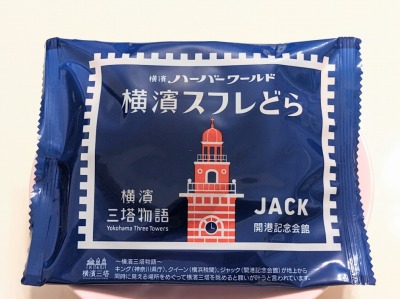 横濱 ハーバーワールド
横濱スフレどら
横濱
三塔物語
Yokohama Three Towers
JACK
開港記念会館
横濱三塔
〜横濱三塔物語〜
キング(神奈川県庁)、クイーン(横浜税関)、ジャック(開港記念会館)が地上から
同時に見える場所をめぐって横濱三塔を眺めると願いが叶うと言われています。